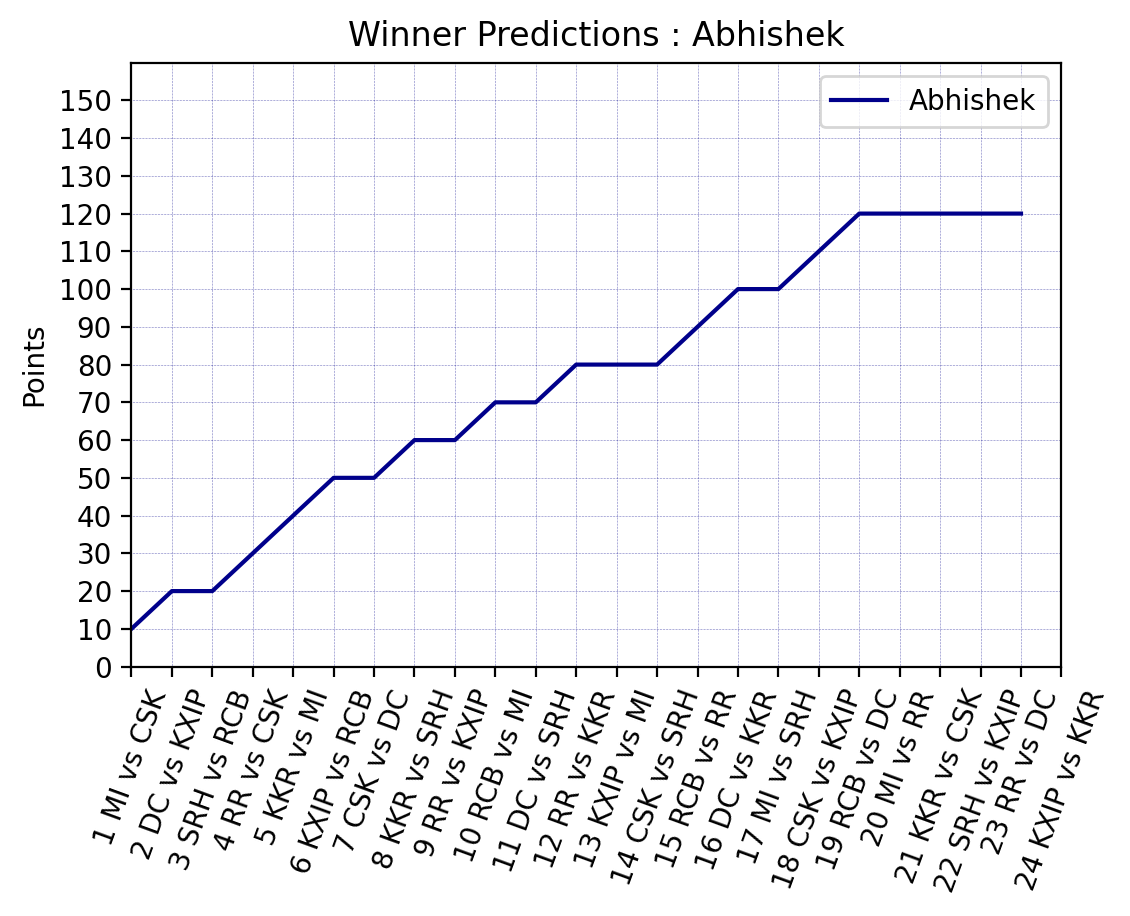 Winner Predictions : Abhishek
Abhishek
Points
150
140
130
120
110
100
90
80
70
60
50
40
30
20
10
0
1 MI vs CSK
2 DC vs KXIP
3 SRH vs RCB
4 RR vs CSK
5 KKR vs MI
6 KXIP vs RCB
7 CSK vs DC
8 KKR vs SRH
9 RR vs KXIP
10 RCB vs MI
11 DC vs SRH
12 RR vs KKR
13 KXIP vs MI
14 CSK vs SRH
15 RCB vs RR
16 DC vs KKR
17 MI vs SRH
18 CSK vs KXIP
19 RCB vs DC
20 MI vs RR
21 KKR vs CSK
22 SRH vs KXIP
23 RR vs DC
24 KXIP vs KKR